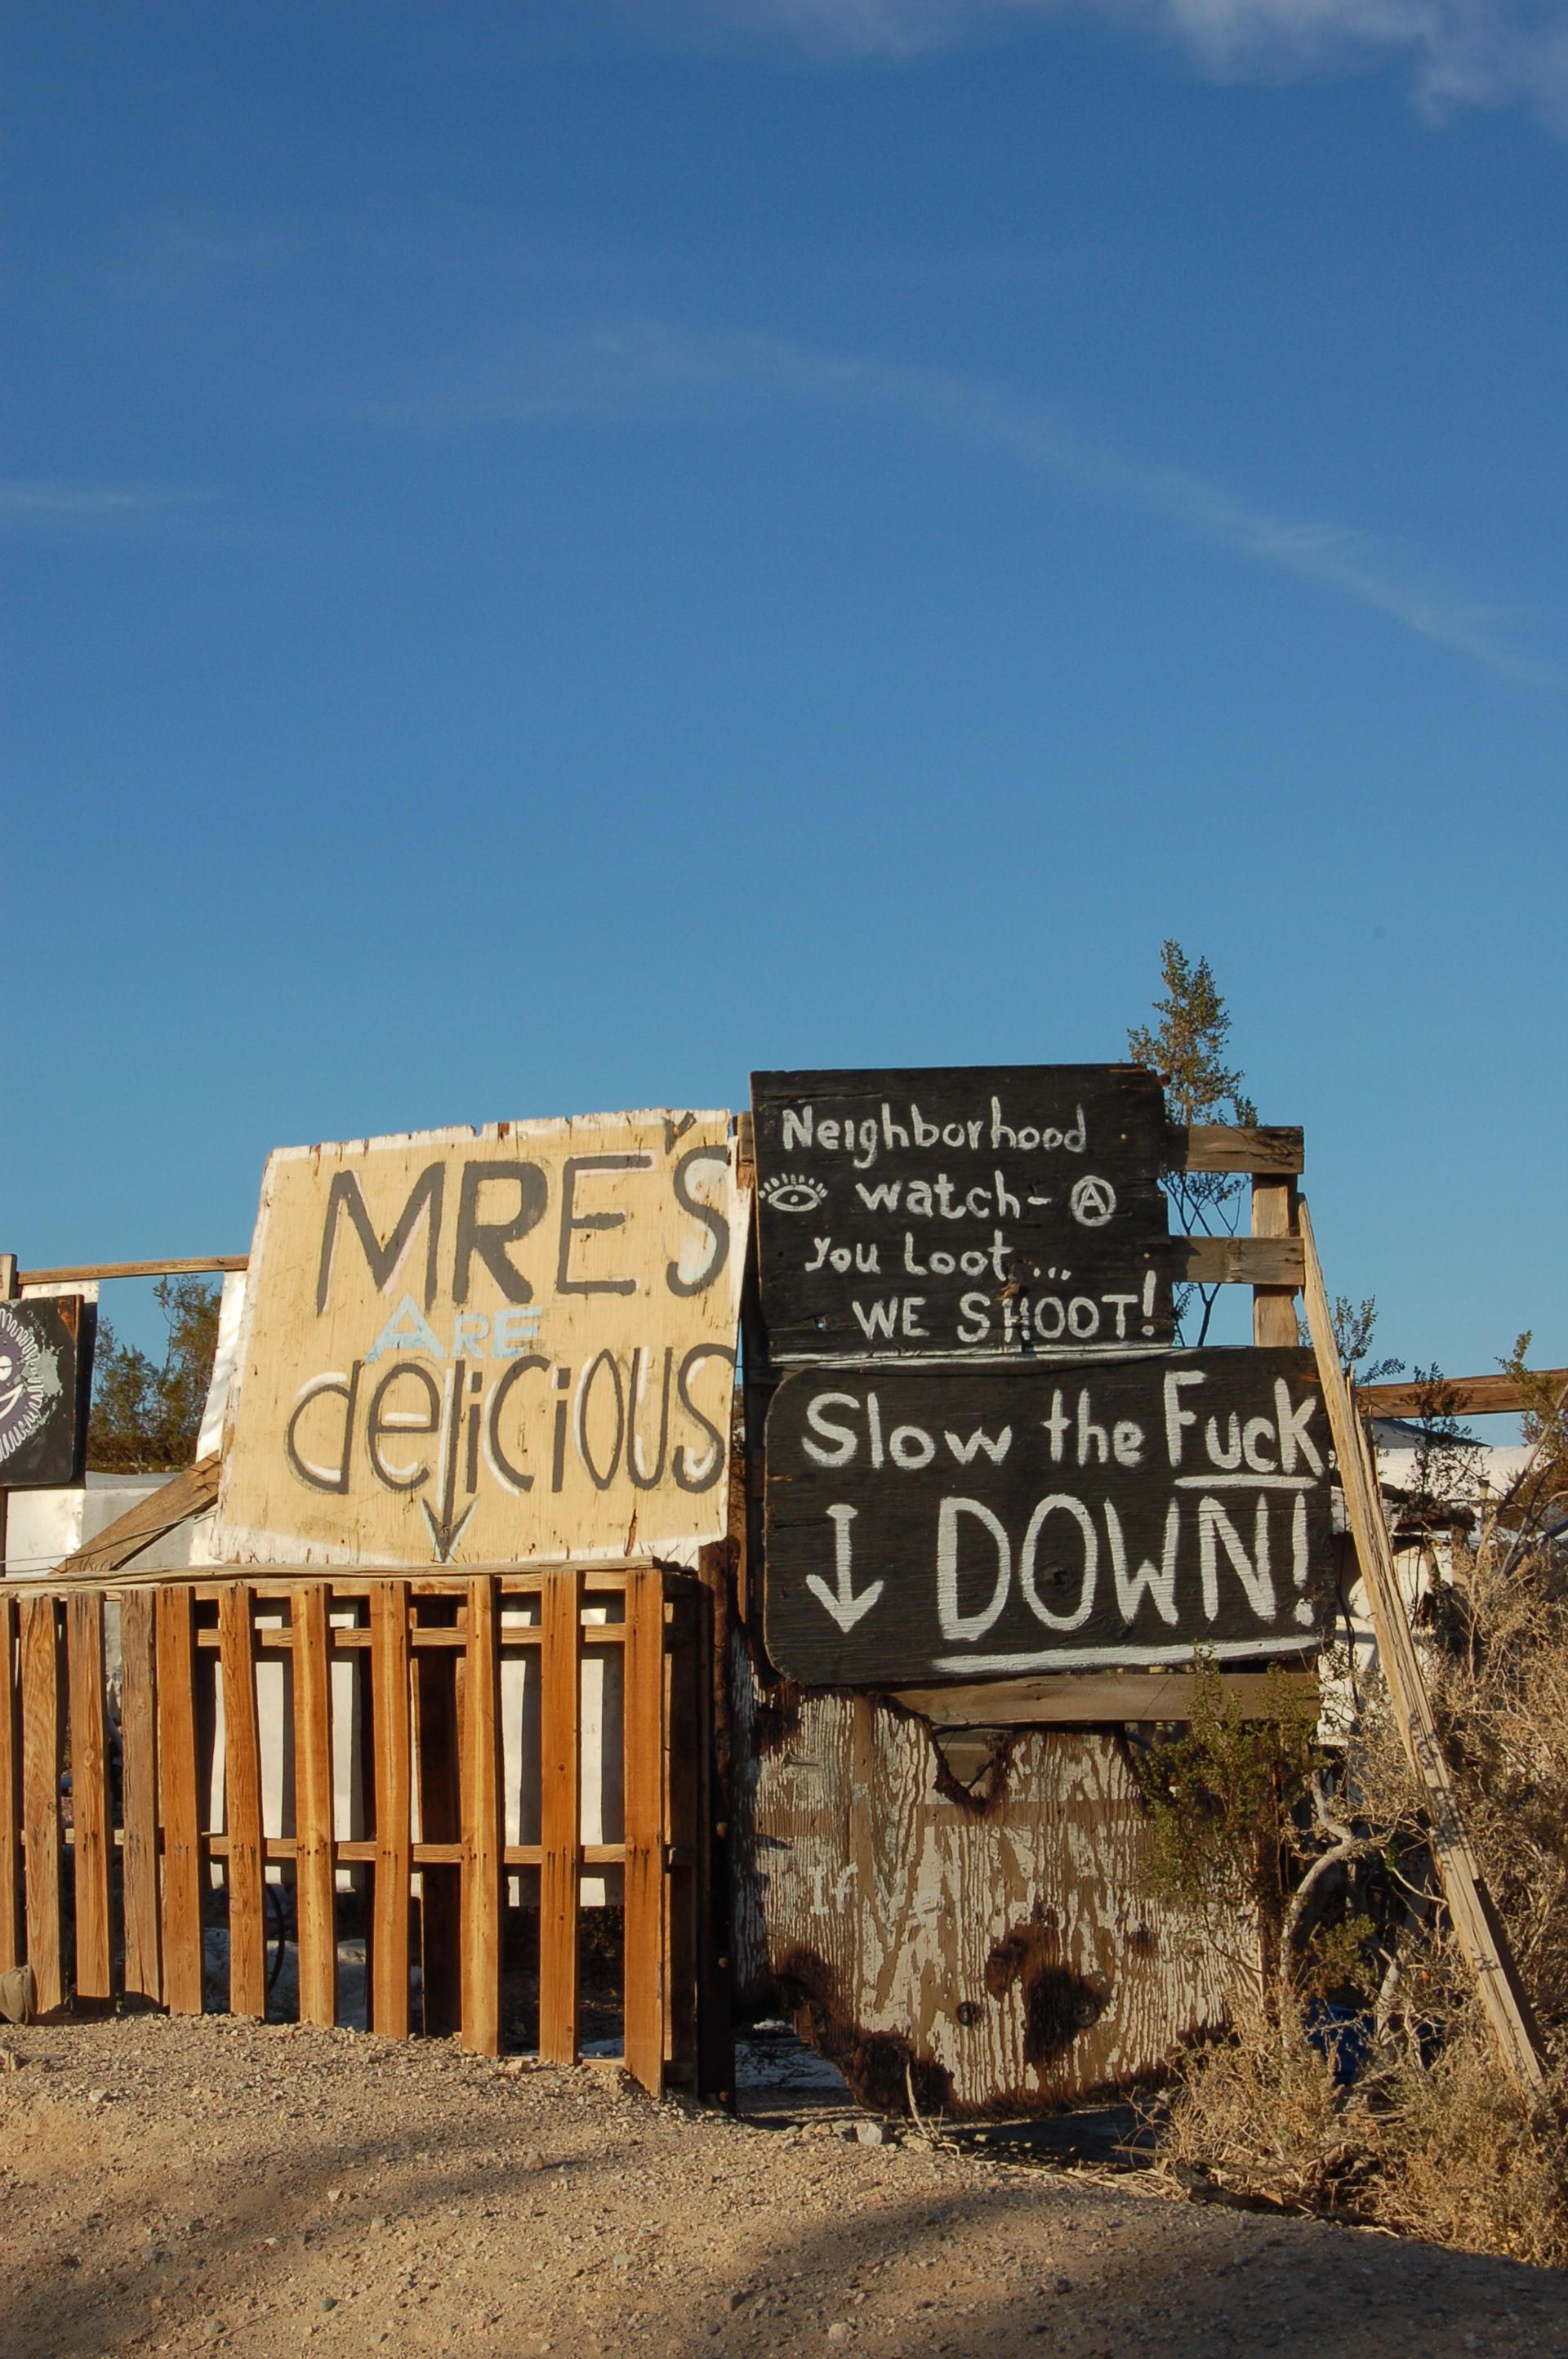 MRE'S
ARE
delicious
Neighborhood
watch-Ⓐ
you Loot...
WE SHOOT!
Slow the Fuck
DOWN!
If